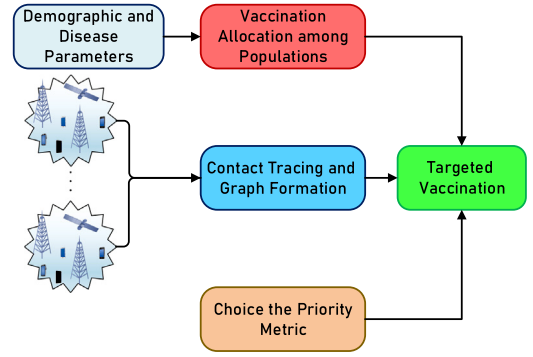 Demographic and
Disease
Parameters
Vaccination
Allocation among
Populations
Contact Tracing and
Graph Formation
Targeted
Vaccination
Choice the Priority
Metric